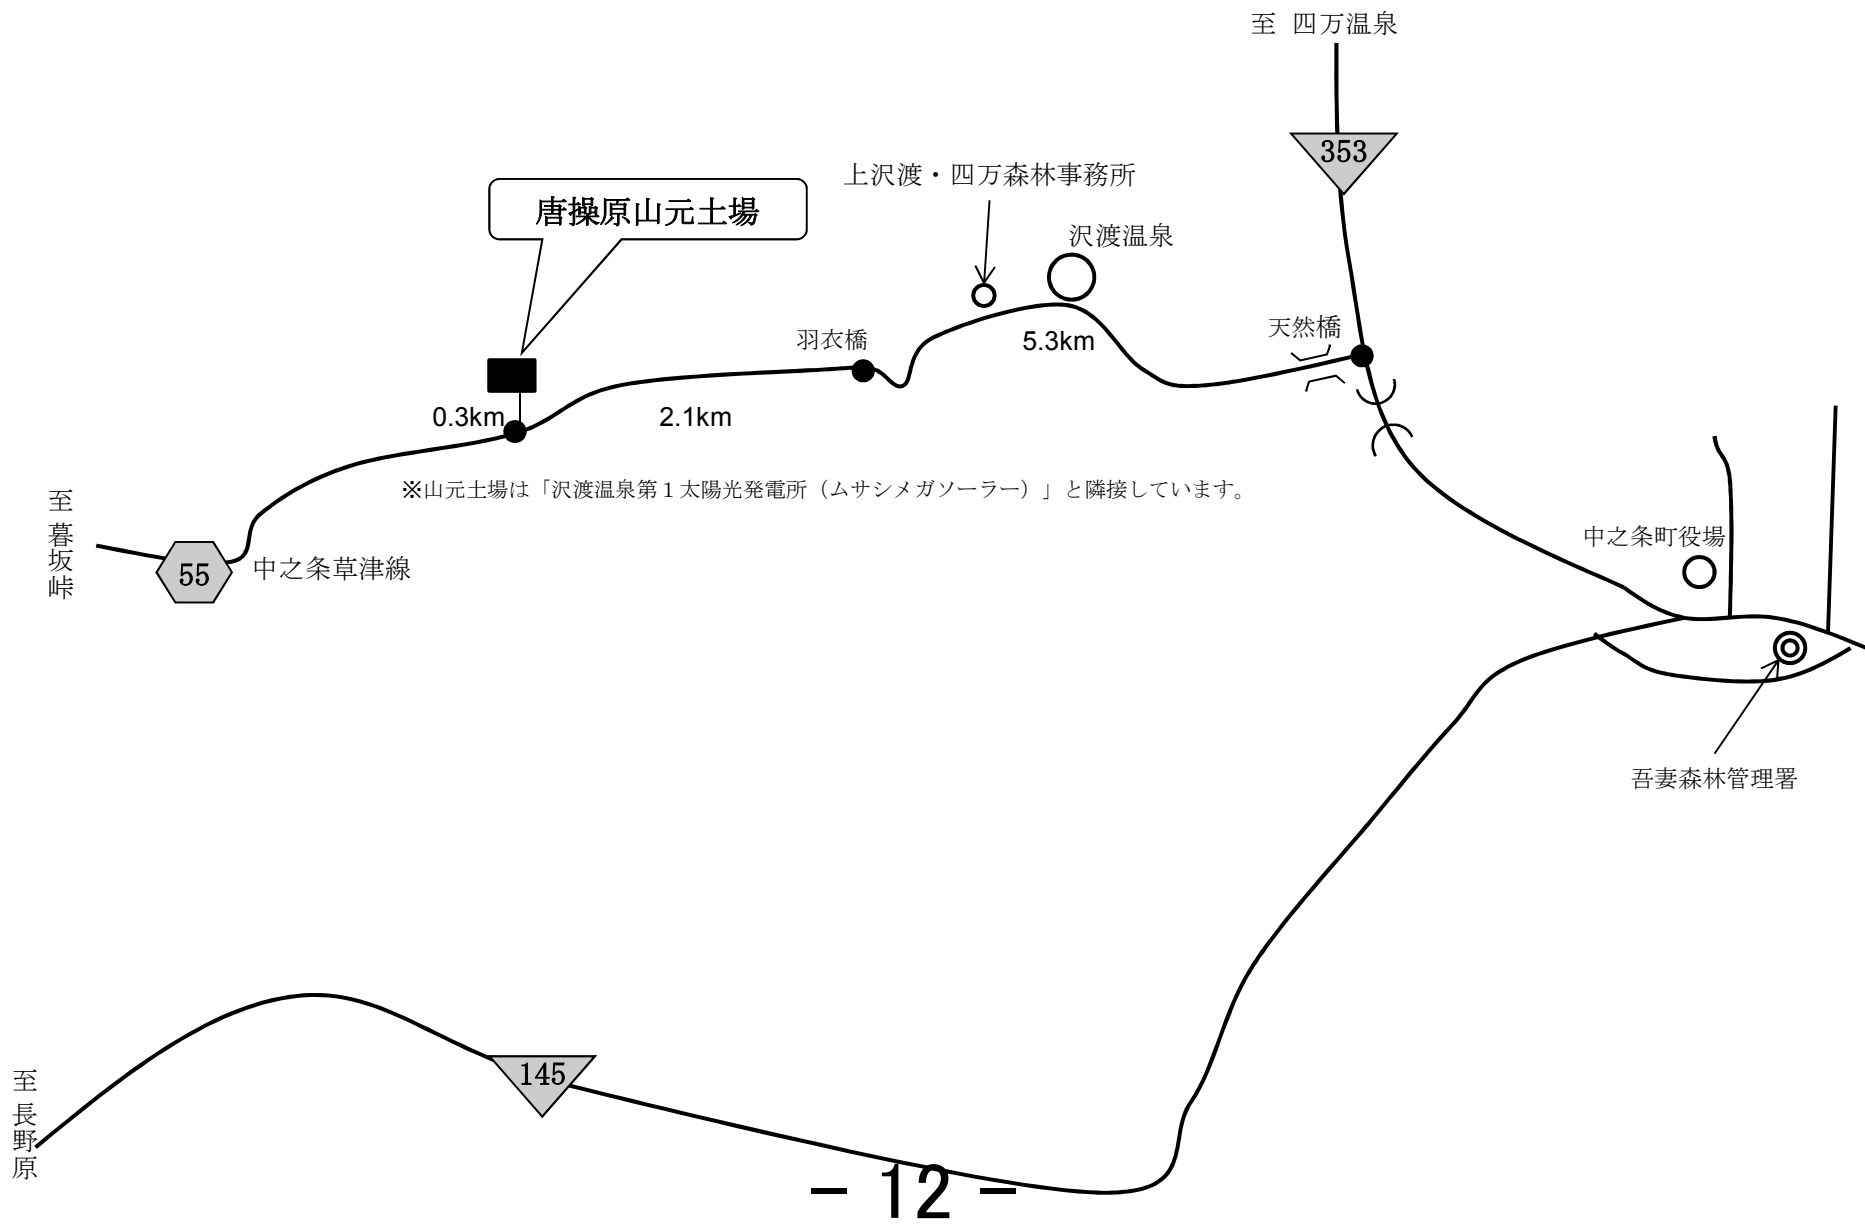 至 四万温泉
353
上沢渡・四万森林事務所
唐操原山元土場
沢渡温泉
天然橋
羽衣橋
5.3km
0.3km
2.1km
※山元土場は「沢渡温泉第１太陽光発電所（ムサシメガソーラー）」と隣接しています。
至 暮坂峠
55
中之条草津線
中之条町役場
吾妻森林管理署
145
至 長野原
- 12 -